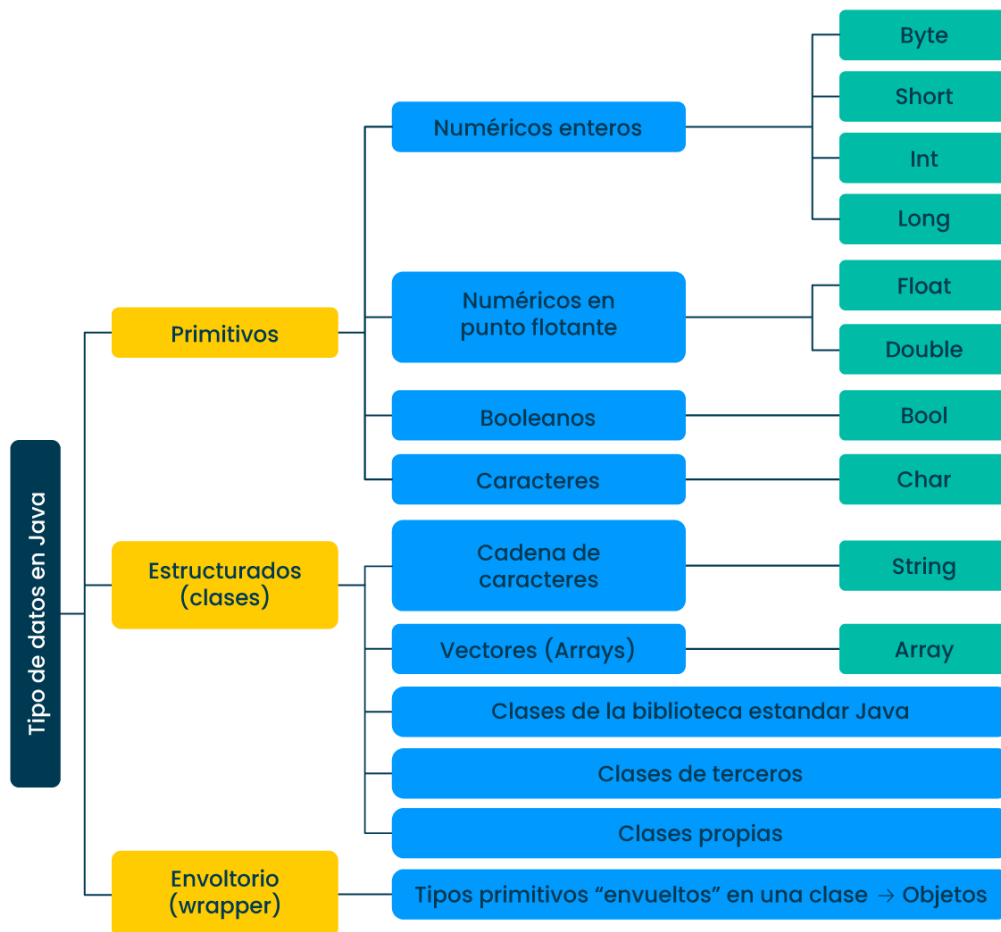 Tipo de datos en Java
Primitivos
Numéricos enteros
Byte
Short
Int
Long
Numéricos en
punto flotante
Float
Double
Booleanos
Bool
Caracteres
Char
Estructurados
(clases)
Cadena de
caracteres
String
Vectores (Arrays)
Array
Clases de la biblioteca estandar Java
Clases de terceros
Clases propias
Envoltorio
(wrapper)
Tipos primitivos “envueltos” en una clase → Objetos